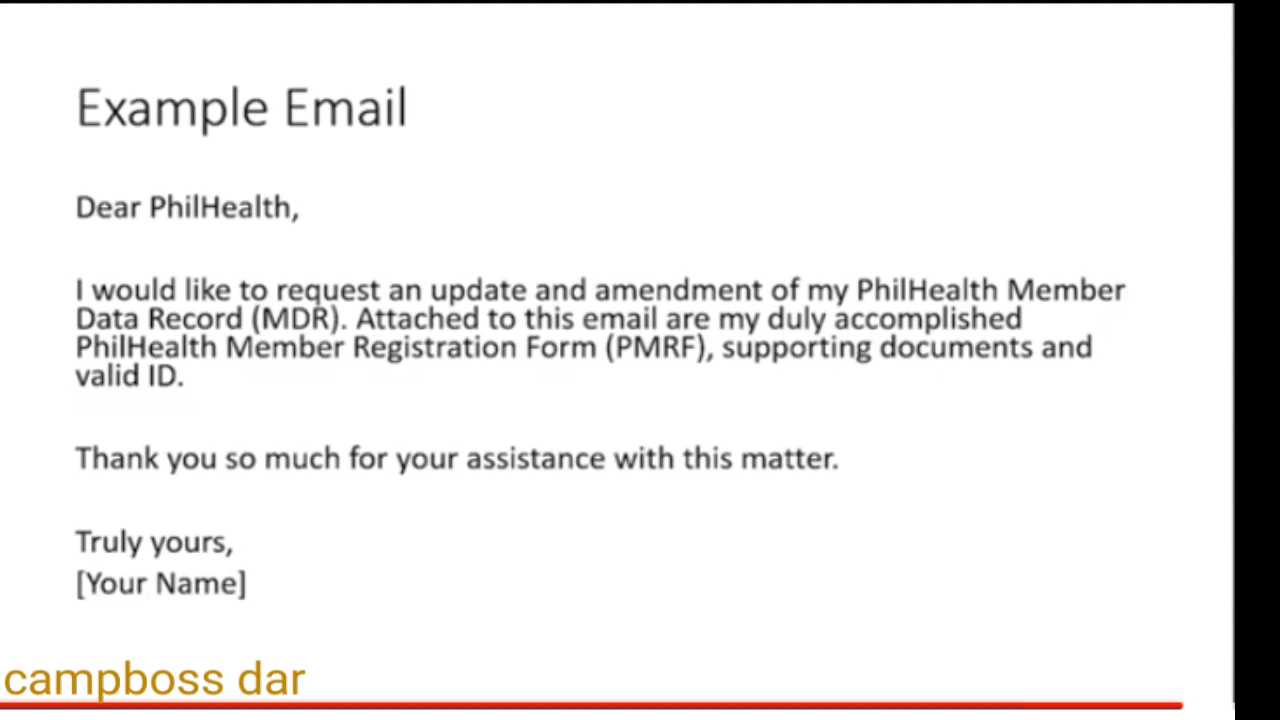 Example Email
Dear PhilHealth,
I would like to request an update and amendment of my PhilHealth Member
Data Record (MDR). Attached to this email are my duly accomplished
PhilHealth Member Registration Form (PMRF), supporting documents and
valid ID.
Thank you so much for your assistance with this matter.
Truly yours,
[Your Name]
campboss dar